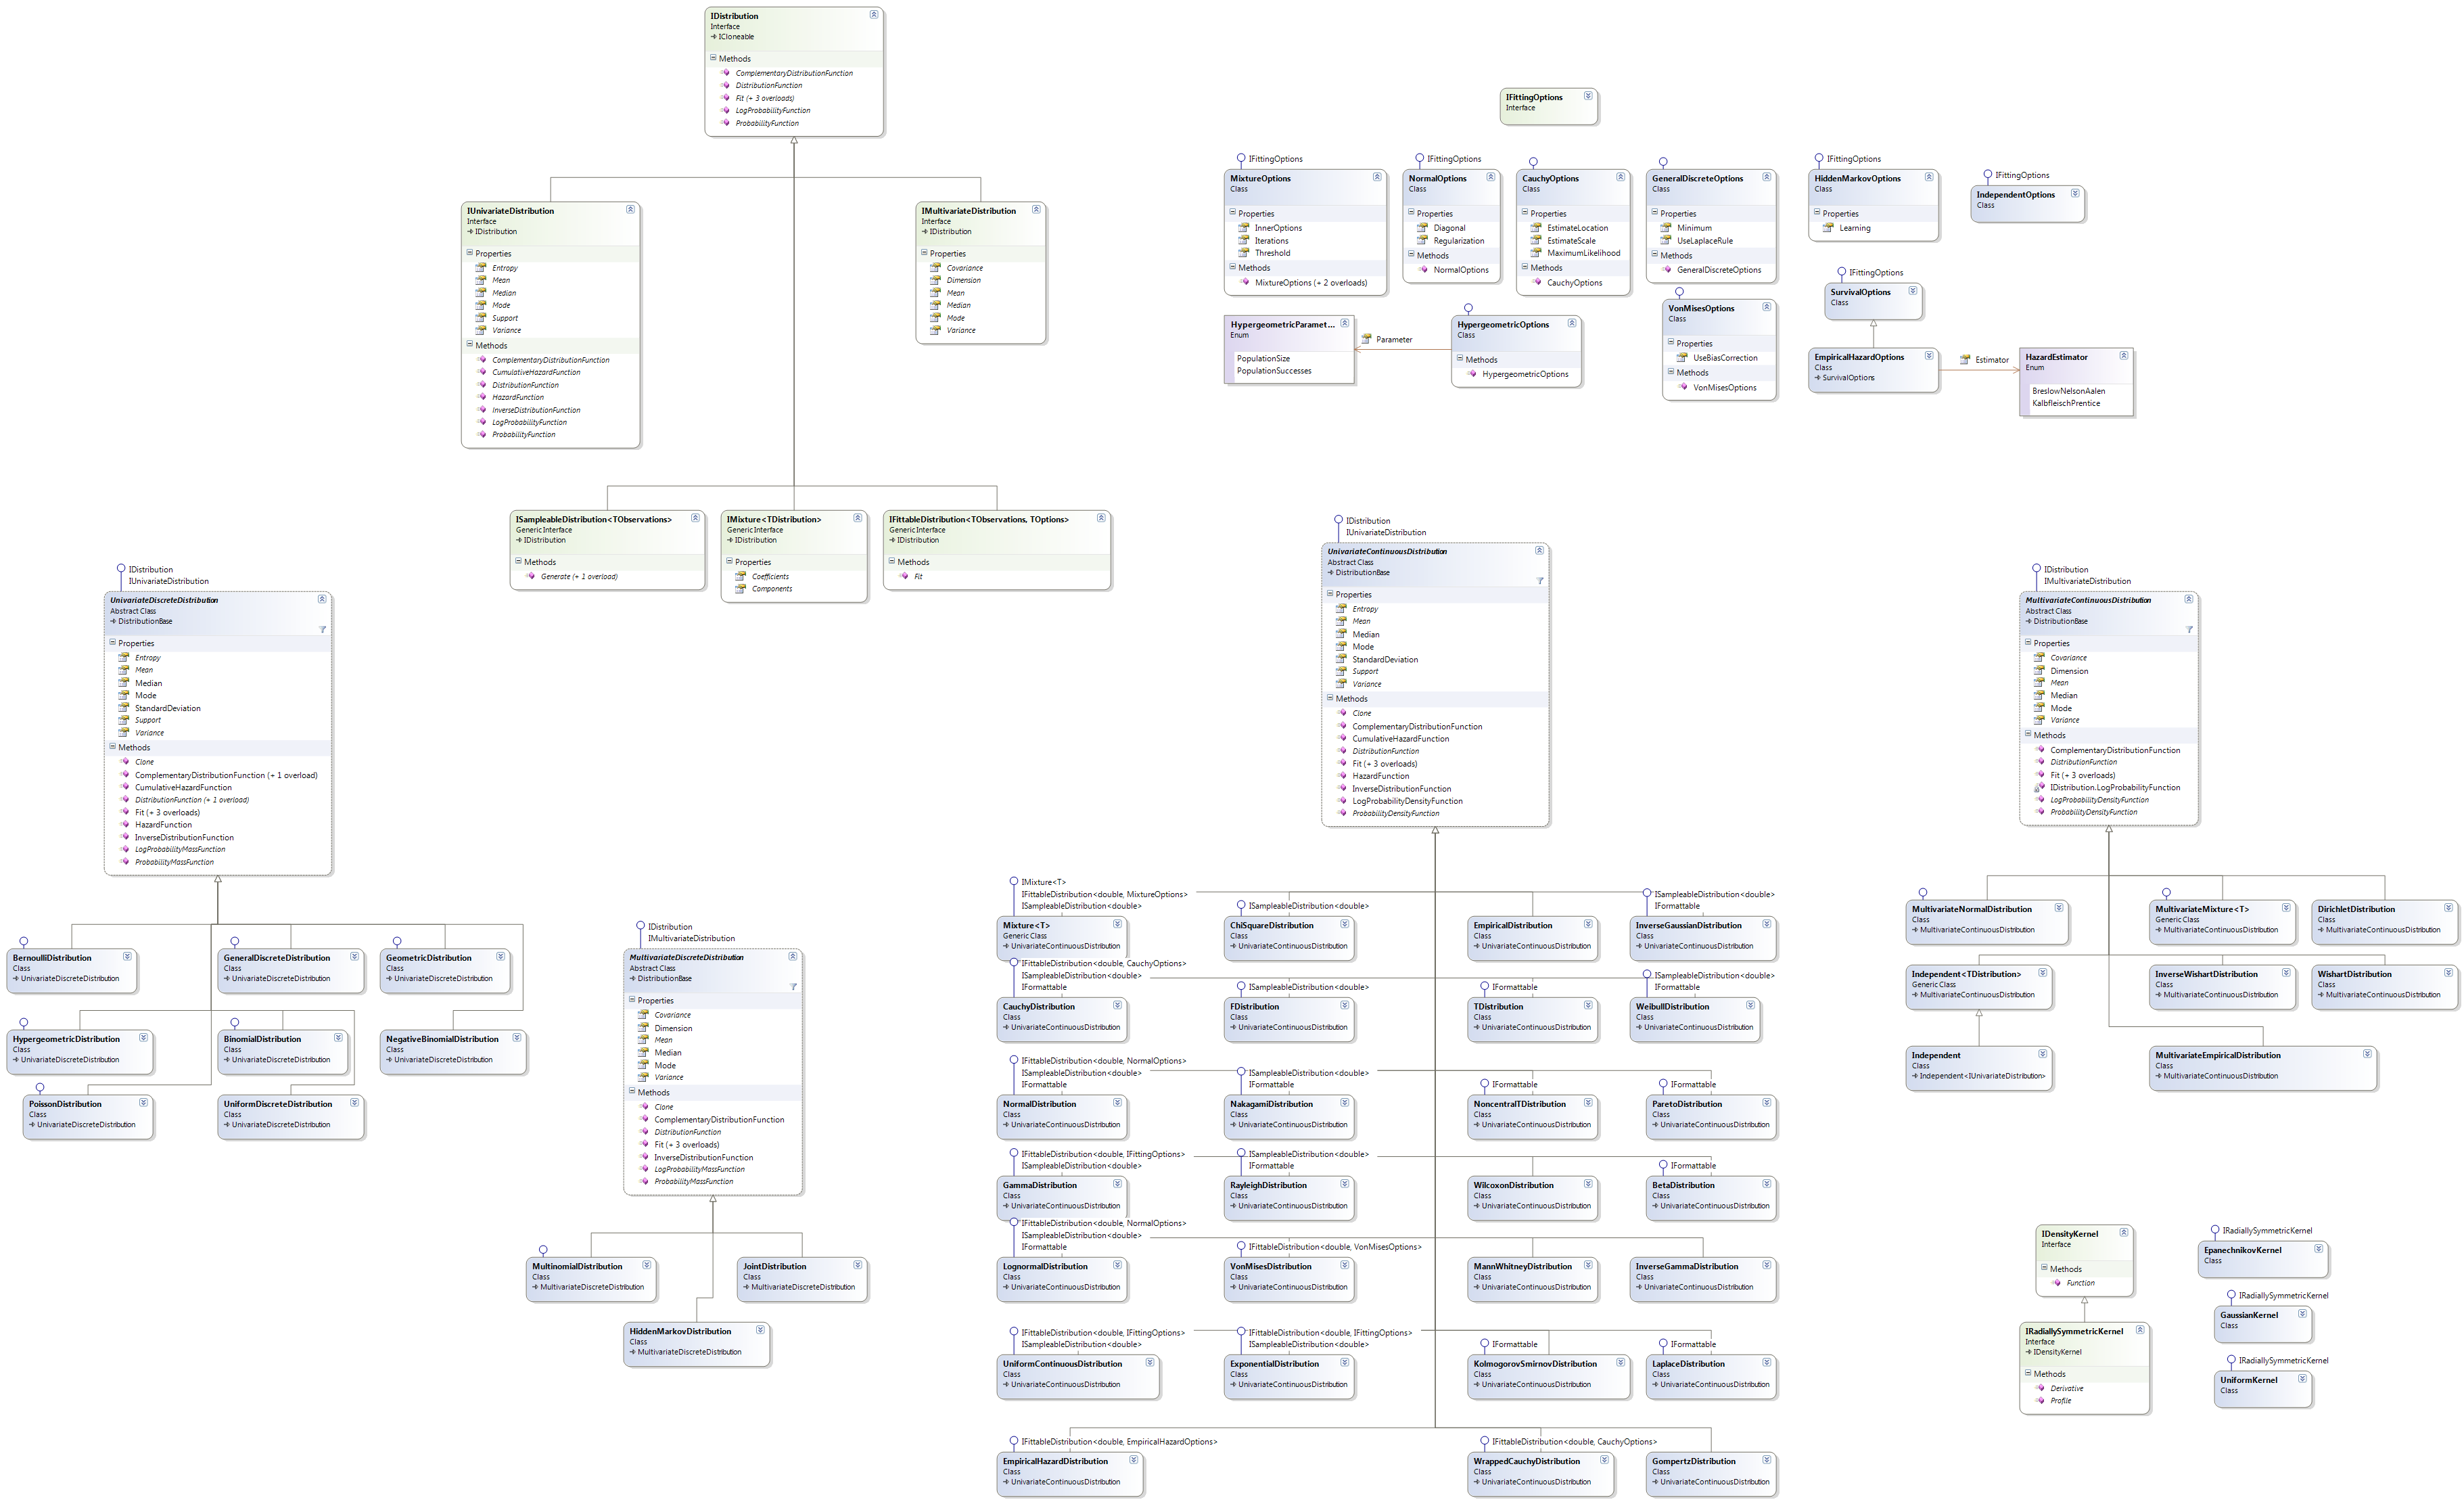 IDistribution
Interface
ICloneable
Methods
ComplementaryDistributionFunction
DistributionFunction
Fit (+ 3 overloads)
LogProbabilityFunction
ProbabilityFunction
IUnivariateDistribution
Interface
IDistribution
Properties
Entropy
Mean
Median
Mode
Support
Variance
Methods
ComplementaryDistributionFunction
CumulativeHazardFunction
DistributionFunction
HazardFunction
InverseDistributionFunction
LogProbabilityFunction
ProbabilityFunction
IMultivariateDistribution
Interface
IDistribution
Properties
Covariance
Dimension
Mean
Median
Mode
Variance
ISampleableDistribution<TObservations>
Generic Interface
IDistribution
Methods
Generate (+ 1 overload)
IMixture<TDistribution>
Generic Interface
IDistribution
Properties
Coefficients
Components
IFittableDistribution<TObservations, TOptions>
Generic Interface
IDistribution
Methods
Fit
IFittingOptions
Interface
IFittingOptions
MixtureOptions
Class
Properties
InnerOptions
Iterations
Threshold
Methods
MixtureOptions (+ 2 overloads)
IFittingOptions
NormalOptions
Class
Properties
Diagonal
Regularization
Methods
NormalOptions
CauchyOptions
Class
Properties
EstimateLocation
EstimateScale
MaximumLikelihood
Methods
CauchyOptions
GeneralDiscreteOptions
Class
Properties
Minimum
UseLaplaceRule
Methods
GeneralDiscreteOptions
IFittingOptions
HiddenMarkovOptions
Class
Properties
Learning
IFittingOptions
IndependentOptions
Class
HypergeometricParamet...
Enum
PopulationSize
PopulationSuccesses
Parameter
HypergeometricOptions
Class
Methods
HypergeometricOptions
VonMisesOptions
Class
Properties
UseBiasCorrection
Methods
VonMisesOptions
IFittingOptions
SurvivalOptions
Class
EmpiricalHazardOptions
Class
SurvivalOptions
Estimator
HazardEstimator
Enum
BreslowNelsonAalen
KalbfleischPrentice
IDistribution
IUnivariateDistribution
UnivariateDiscreteDistribution
Abstract Class
DistributionBase
Properties
Entropy
Mean
Median
Mode
StandardDeviation
Support
Variance
Methods
Clone
ComplementaryDistributionFunction (+ 1 overload)
CumulativeHazardFunction
DistributionFunction (+ 1 overload)
Fit (+ 3 overloads)
HazardFunction
InverseDistributionFunction
LogProbabilityMassFunction
ProbabilityMassFunction
BernoulliDistribution
Class
UnivariateDiscreteDistribution
GeneralDiscreteDistribution
Class
UnivariateDiscreteDistribution
GeometricDistribution
Class
UnivariateDiscreteDistribution
HypergeometricDistribution
Class
UnivariateDiscreteDistribution
BinomialDistribution
Class
UnivariateDiscreteDistribution
NegativeBinomialDistribution
Class
UnivariateDiscreteDistribution
PoissonDistribution
Class
UnivariateDiscreteDistribution
UniformDiscreteDistribution
Class
UnivariateDiscreteDistribution
IDistribution
IMultivariateDistribution
MultivariateDiscreteDistribution
Abstract Class
DistributionBase
Properties
Covariance
Dimension
Mean
Median
Mode
Variance
Methods
Clone
ComplementaryDistributionFunction
DistributionFunction
Fit (+ 3 overloads)
InverseDistributionFunction
LogProbabilityMassFunction
ProbabilityMassFunction
MultinomialDistribution
Class
MultivariateDiscreteDistribution
JointDistribution
Class
MultivariateDiscreteDistribution
HiddenMarkovDistribution
Class
MultivariateDiscreteDistribution
IDistribution
IUnivariateDistribution
UnivariateContinuousDistribution
Abstract Class
DistributionBase
Properties
Entropy
Mean
Median
Mode
StandardDeviation
Support
Variance
Methods
Clone
ComplementaryDistributionFunction
CumulativeHazardFunction
DistributionFunction
Fit (+ 3 overloads)
HazardFunction
InverseDistributionFunction
LogProbabilityDensityFunction
ProbabilityDensityFunction
IMixture<T>
IFittableDistribution<double, MixtureOptions>
ISampleableDistribution<double>
Mixture<T>
Generic Class
UnivariateContinuousDistribution
ISampleableDistribution<double>
ChiSquareDistribution
Class
UnivariateContinuousDistribution
EmpiricalDistribution
Class
UnivariateContinuousDistribution
ISampleableDistribution<double>
IFormattable
InverseGaussianDistribution
Class
UnivariateContinuousDistribution
IFittableDistribution<double, CauchyOptions>
ISampleableDistribution<double>
IFormattable
CauchyDistribution
Class
UnivariateContinuousDistribution
ISampleableDistribution<double>
FDistribution
Class
UnivariateContinuousDistribution
IFormattable
TDistribution
Class
UnivariateContinuousDistribution
ISampleableDistribution<double>
IFormattable
WeibullDistribution
Class
UnivariateContinuousDistribution
IFittableDistribution<double, NormalOptions>
ISampleableDistribution<double>
IFormattable
NormalDistribution
Class
UnivariateContinuousDistribution
ISampleableDistribution<double>
IFormattable
NakagamiDistribution
Class
UnivariateContinuousDistribution
IFormattable
NoncentralTDistribution
Class
UnivariateContinuousDistribution
IFormattable
ParetoDistribution
Class
UnivariateContinuousDistribution
IFittableDistribution<double, IFittingOptions>
ISampleableDistribution<double>
GammaDistribution
Class
UnivariateContinuousDistribution
ISampleableDistribution<double>
IFormattable
RayleighDistribution
Class
UnivariateContinuousDistribution
WilcoxonDistribution
Class
UnivariateContinuousDistribution
IFormattable
BetaDistribution
Class
UnivariateContinuousDistribution
IFittableDistribution<double, NormalOptions>
ISampleableDistribution<double>
IFormattable
LognormalDistribution
Class
UnivariateContinuousDistribution
IFittableDistribution<double, VonMisesOptions>
VonMisesDistribution
Class
UnivariateContinuousDistribution
MannWhitneyDistribution
Class
UnivariateContinuousDistribution
InverseGammaDistribution
Class
UnivariateContinuousDistribution
IFittableDistribution<double, IFittingOptions>
ISampleableDistribution<double>
UniformContinuousDistribution
Class
UnivariateContinuousDistribution
IFittableDistribution<double, IFittingOptions>
ISampleableDistribution<double>
ExponentialDistribution
Class
UnivariateContinuousDistribution
IFormattable
KolmogorovSmirnovDistribution
Class
UnivariateContinuousDistribution
IFormattable
LaplaceDistribution
Class
UnivariateContinuousDistribution
IFittableDistribution<double, EmpiricalHazardOptions>
EmpiricalHazardDistribution
Class
UnivariateContinuousDistribution
IFittableDistribution<double, CauchyOptions>
WrappedCauchyDistribution
Class
UnivariateContinuousDistribution
GompertzDistribution
Class
UnivariateContinuousDistribution
IDistribution
IMultivariateDistribution
MultivariateContinuousDistribution
Abstract Class
DistributionBase
Properties
Covariance
Dimension
Mean
Median
Mode
Variance
Methods
ComplementaryDistributionFunction
DistributionFunction
Fit (+ 3 overloads)
IDistribution.LogProbabilityFunction
LogProbabilityDensityFunction
ProbabilityDensityFunction
MultivariateNormalDistribution
Class
MultivariateContinuousDistribution
MultivariateMixture<T>
Generic Class
MultivariateContinuousDistribution
DirichletDistribution
Class
MultivariateContinuousDistribution
Independent<TDistribution>
Generic Class
MultivariateContinuousDistribution
InverseWishartDistribution
Class
MultivariateContinuousDistribution
WishartDistribution
Class
MultivariateContinuousDistribution
Independent
Class
Independent<IUnivariateDistribution>
MultivariateEmpiricalDistribution
Class
MultivariateContinuousDistribution
IDensityKernel
Interface
Methods
Function
IRadiallySymmetricKernel
Interface
IDensityKernel
Methods
Derivative
Profile
IRadiallySymmetricKernel
EpanechnikovKernel
Class
IRadiallySymmetricKernel
GaussianKernel
Class
IRadiallySymmetricKernel
UniformKernel
Class